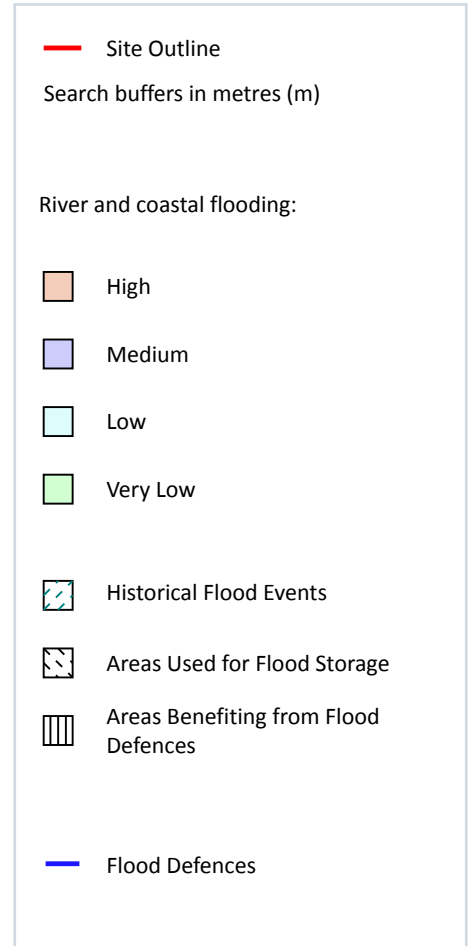 Site Outline
Search buffers in metres (m)
River and coastal flooding:
High
Medium
Low
Very Low
Historical Flood Events
Areas Used for Flood Storage
Areas Benefiting from Flood
Defences
Flood Defences